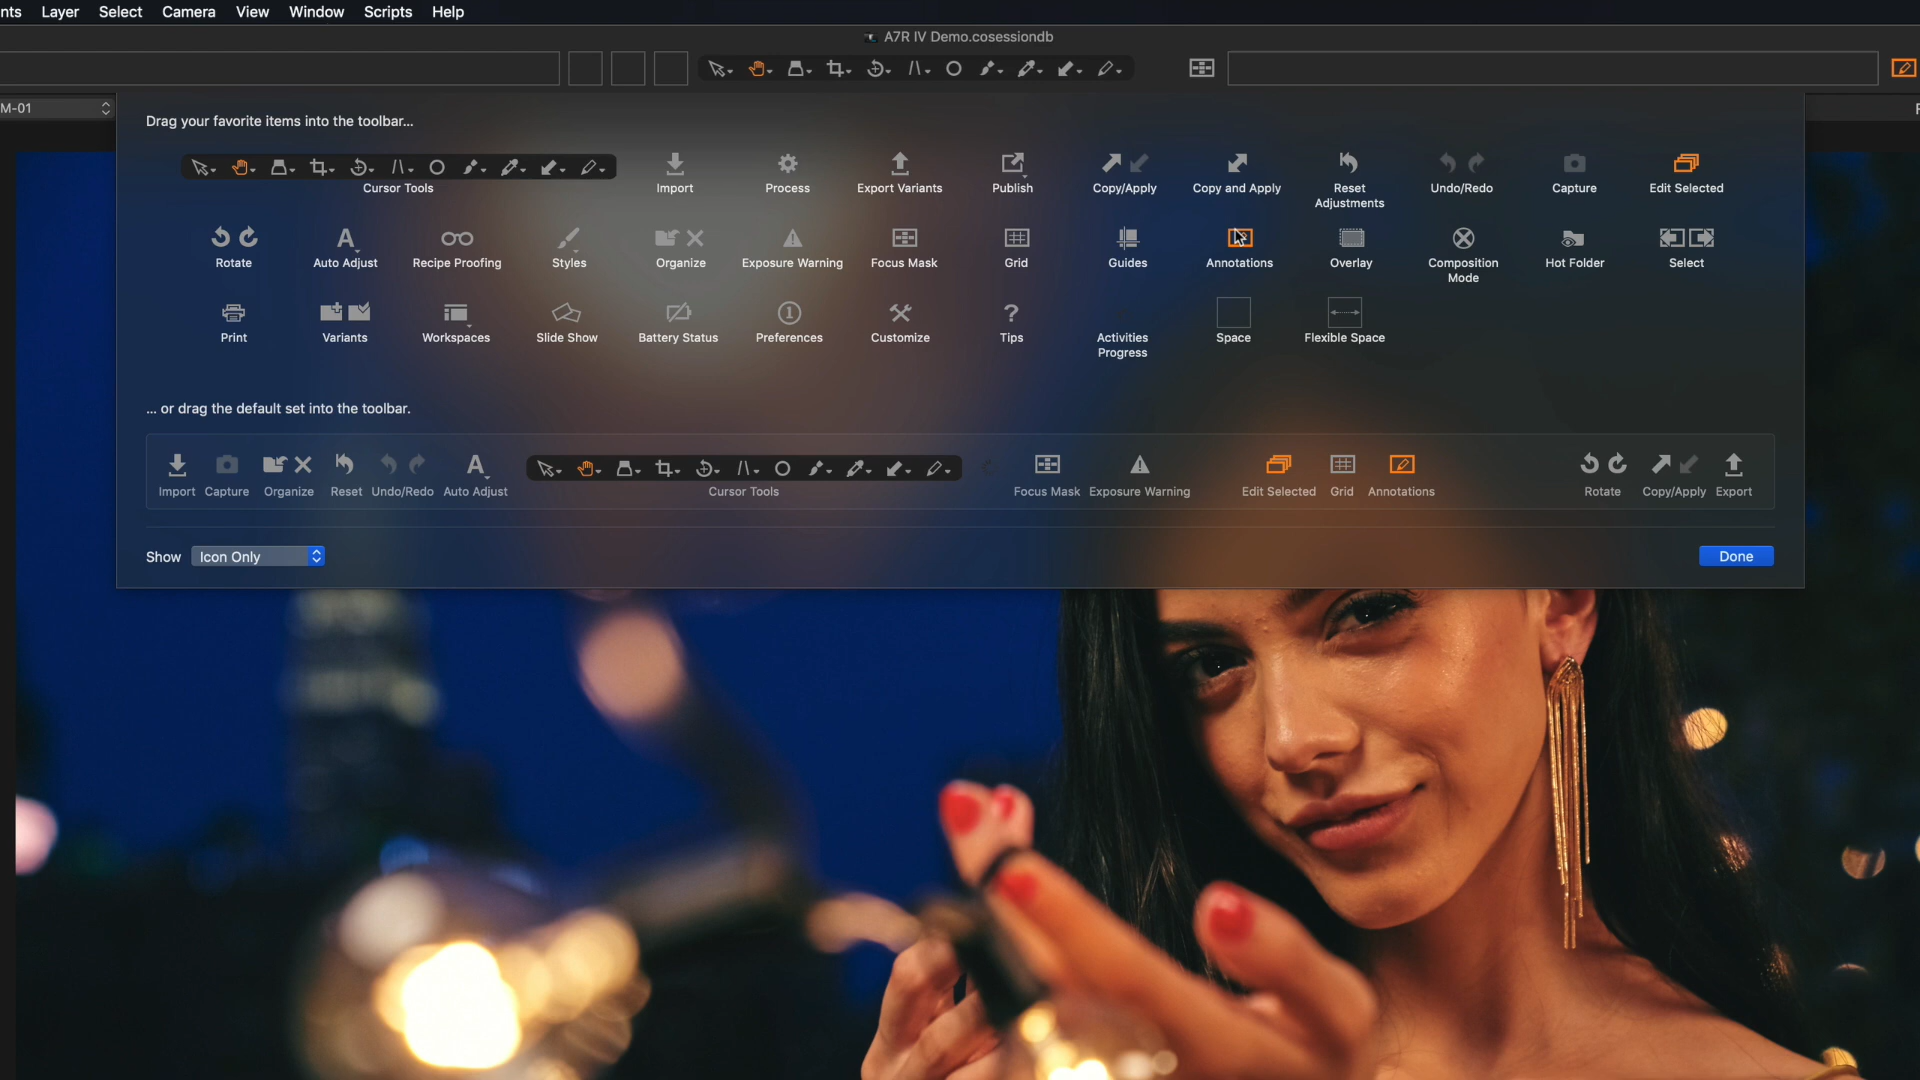 nts Layer Select Camera View Window Scripts Help
A7R IV Demo.cosessiondb
M-01
Drag your favorite items into the toolbar...
Cursor Tools Import Process Export Variants Publish Copy/Apply Copy and Apply Reset Undo/Redo Capture Edit Selected
Adjustments
A
Rotate Auto Adjust Recipe Proofing Styles Organize Exposure Warning Focus Mask Grid Guides Annotations Overlay Composition Hot Folder Select
Mode
1 ?
Print Variants Workspaces Slide Show Battery Status Preferences Customize Tips Activities Space Flexible Space
Progress
... or drag the default set into the toolbar.
A
Import Capture Organize Reset Undo/Redo Auto Adjust Cursor Tools Focus Mask Exposure Warning Edit Selected Grid Annotations Rotate Copy/Apply Export
Show Icon Only Done